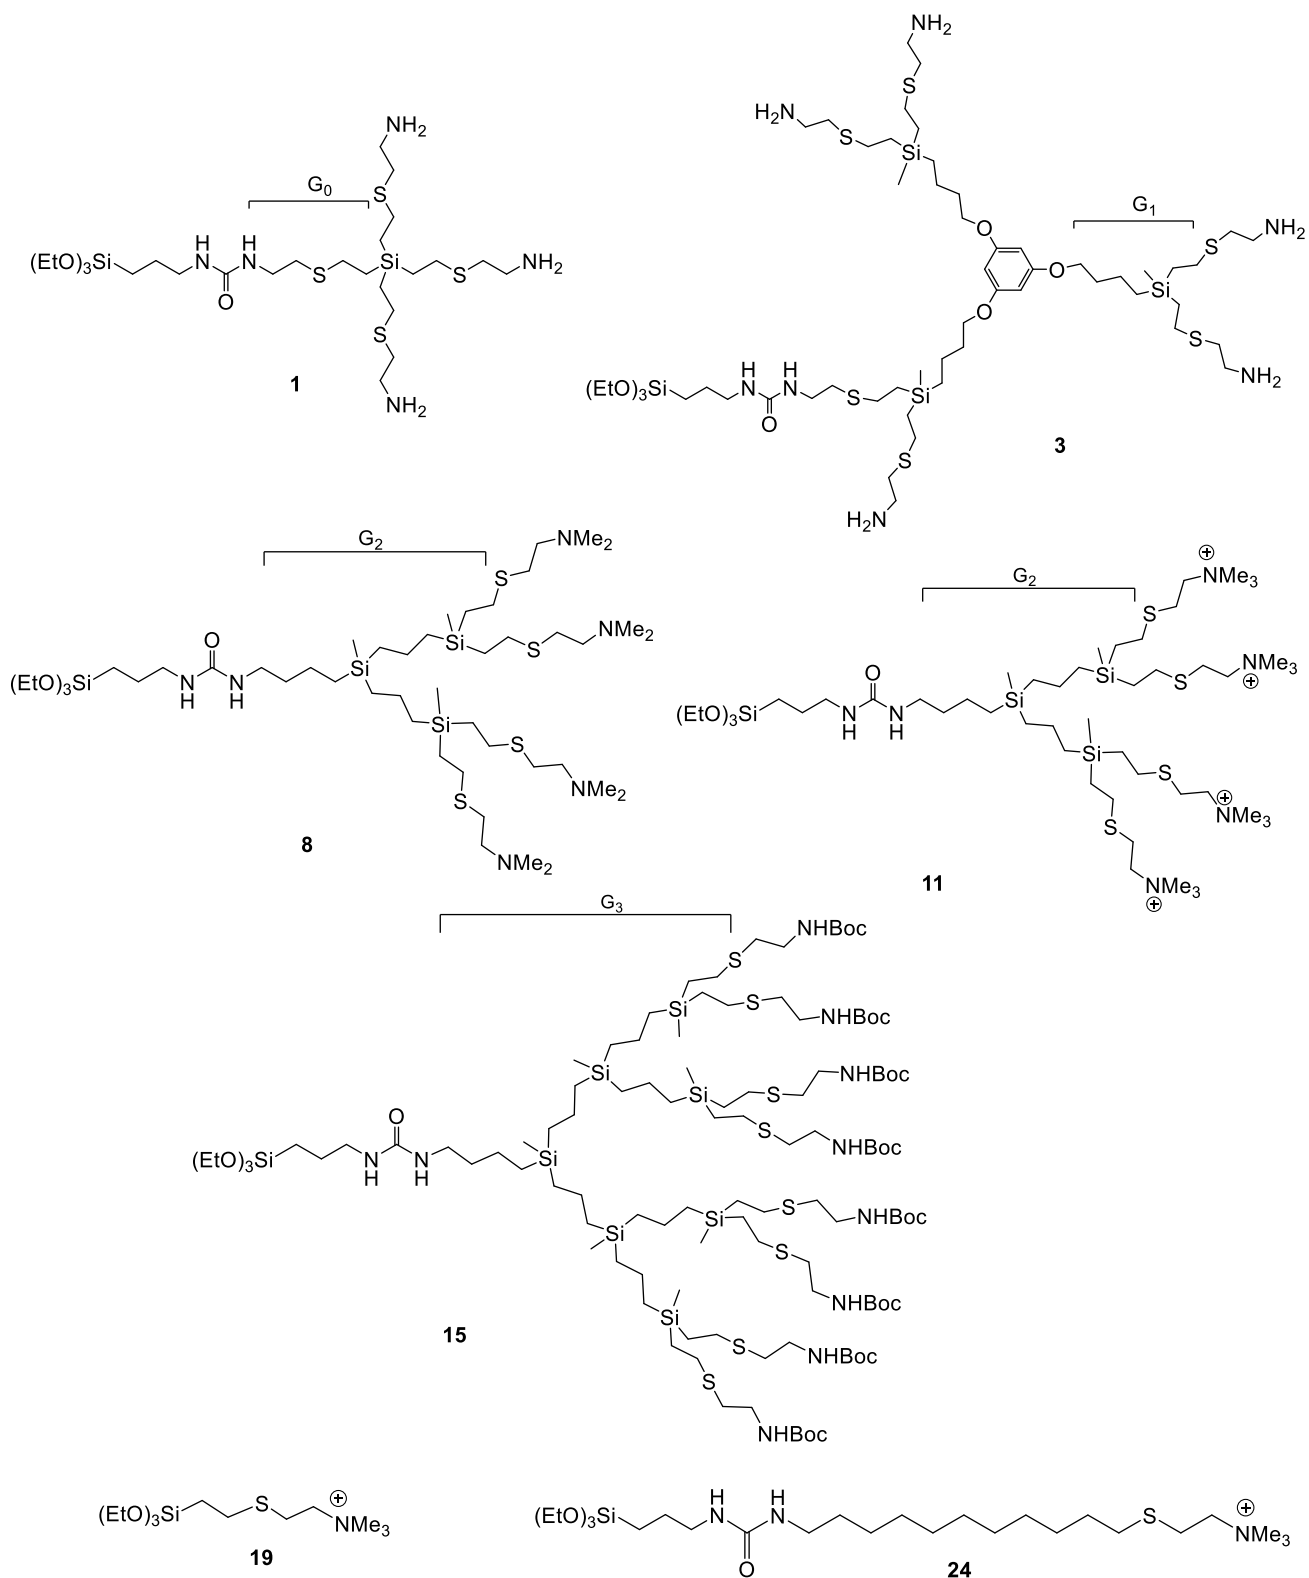 NH₂
G₀
S
(EtO)₃Si
H
N
H
N
O
S
Si
S
NH₂
S
NH₂
1
NH₂
S
H₂N
S
Si
O
G₁
S
NH₂
O
Si
O
S
NH₂
(EtO)₃Si
H
N
H
N
O
S
Si
S
H₂N
3
G₂
NMe₂
S
Si
S
NMe₂
O
(EtO)₃Si
N
H
N
H
Si
Si
S
NMe₂
S
NMe₂
8
G₂
⊕
NMe₃
S
Si
S
NMe₃
⊕
O
(EtO)₃Si
N
H
N
H
Si
Si
S
⊕
NMe₃
S
NMe₃
⊕
11
G₃
NHBoc
S
Si
S
NHBoc
Si
Si
S
NHBoc
S
NHBoc
O
(EtO)₃Si
N
H
N
H
Si
Si
Si
S
NHBoc
S
NHBoc
Si
S
NHBoc
S
NHBoc
15
(EtO)₃Si
S
⊕
NMe₃
19
(EtO)₃Si
H
N
H
N
O
S
⊕
NMe₃
24